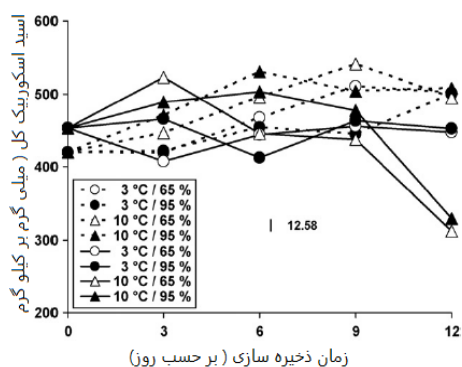 اسید اسکوربیک کل ( میلی گرم بر کیلو گرم
600
500
400
300
200
3 °C / 65 %
3 °C / 95 %
10 °C / 65 %
10 °C / 95 %
3 °C / 65 %
3 °C / 95 %
10 °C / 65 %
10 °C / 95 %
12.58
0
3
6
9
12
زمان ذخیره سازی ( بر حسب روز)